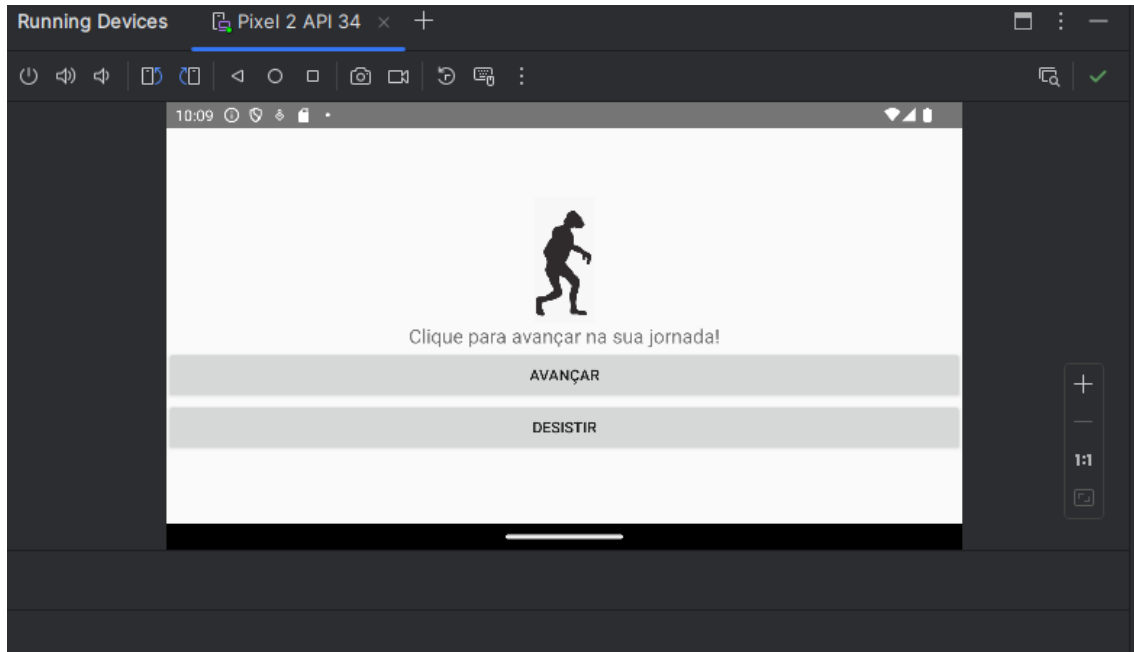 Running Devices Pixel 2 API 34
10:09
Clique para avançar na sua jornada!
AVANÇAR
DESISTIR
1:1